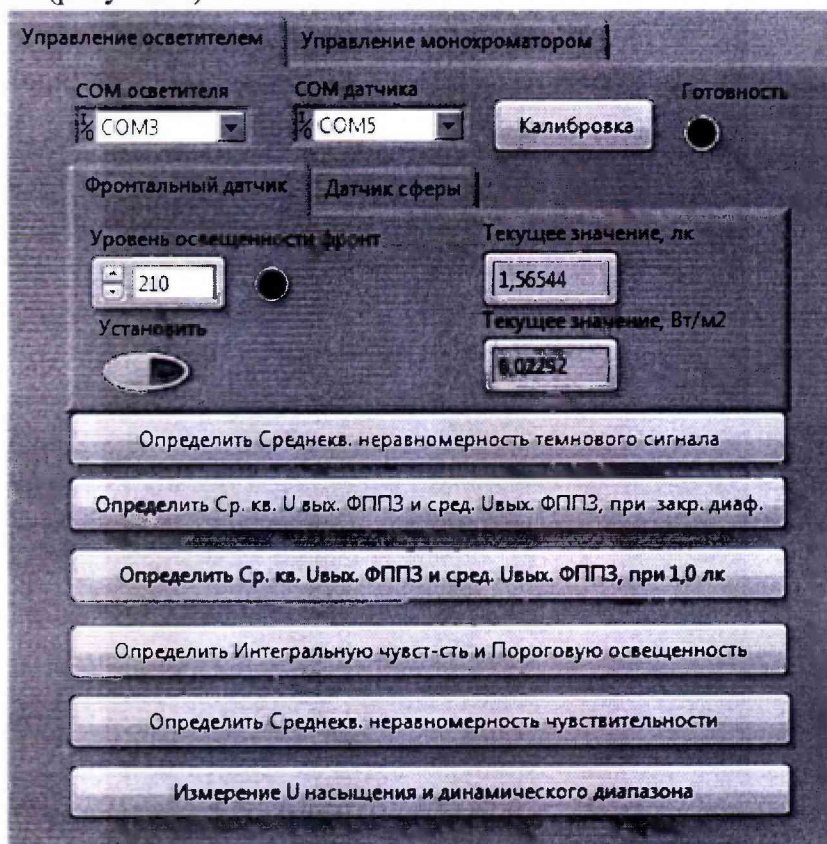 Управление осветителем
Управление монохроматором
COM осветителя
COM датчика
Готовность
COM3
COM5
Калибровка
Фронтальный датчик
Датчик сферы
Уровень освещенности фронт
Текущее значение, лк
210
1,56544
Установить
Текущее значение, Вт/м2
Определить Среднекв. неравномерность темнового сигнала
Определить Ср. кв. U вых. ФППЗ и сред. Uвых. ФППЗ, при закр. диаф.
Определить Ср. кв. Uвых. ФППЗ и сред. Uвых. ФППЗ, при 1,0 лк
Определить Интегральную чувст-сть и Пороговую освещенность
Определить Среднекв. неравномерность чувствительности
Измерение U насыщения и динамического диапазона